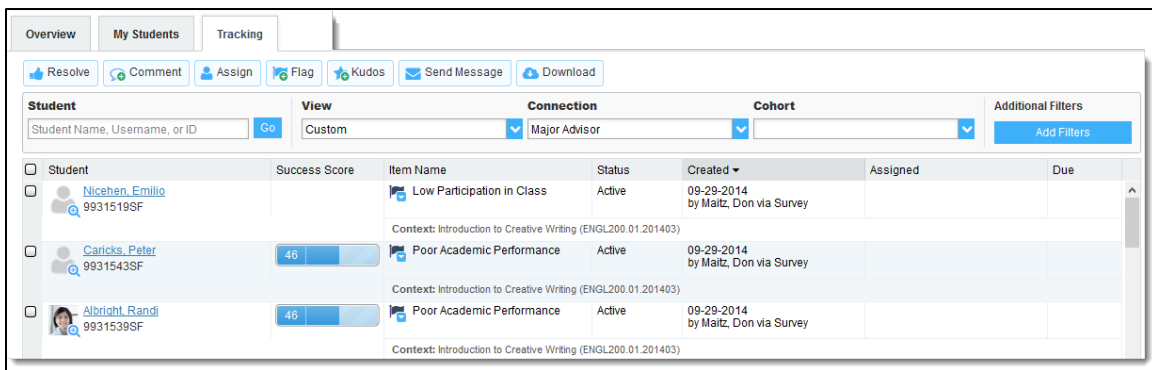 Overview My Students Tracking
Resolve Comment Assign Flag Kudos Send Message Download
Student View Connection Cohort Additional Filters
Student Name, Username, or ID Go Custom Major Advisor Add Filters
Student Success Score Item Name Status Created Assigned Due
Nicehen, Emilio Low Participation in Class Active 09-29-2014
9931519SF by Maitz, Don via Survey
Context: Introduction to Creative Writing (ENGL200.01.201403)
Caricks, Peter 46 Poor Academic Performance Active 09-29-2014
9931543SF by Maitz, Don via Survey
Context: Introduction to Creative Writing (ENGL200.01.201403)
Albright, Randi 46 Poor Academic Performance Active 09-29-2014
9931539SF by Maitz, Don via Survey
Context: Introduction to Creative Writing (ENGL200.01.201403)